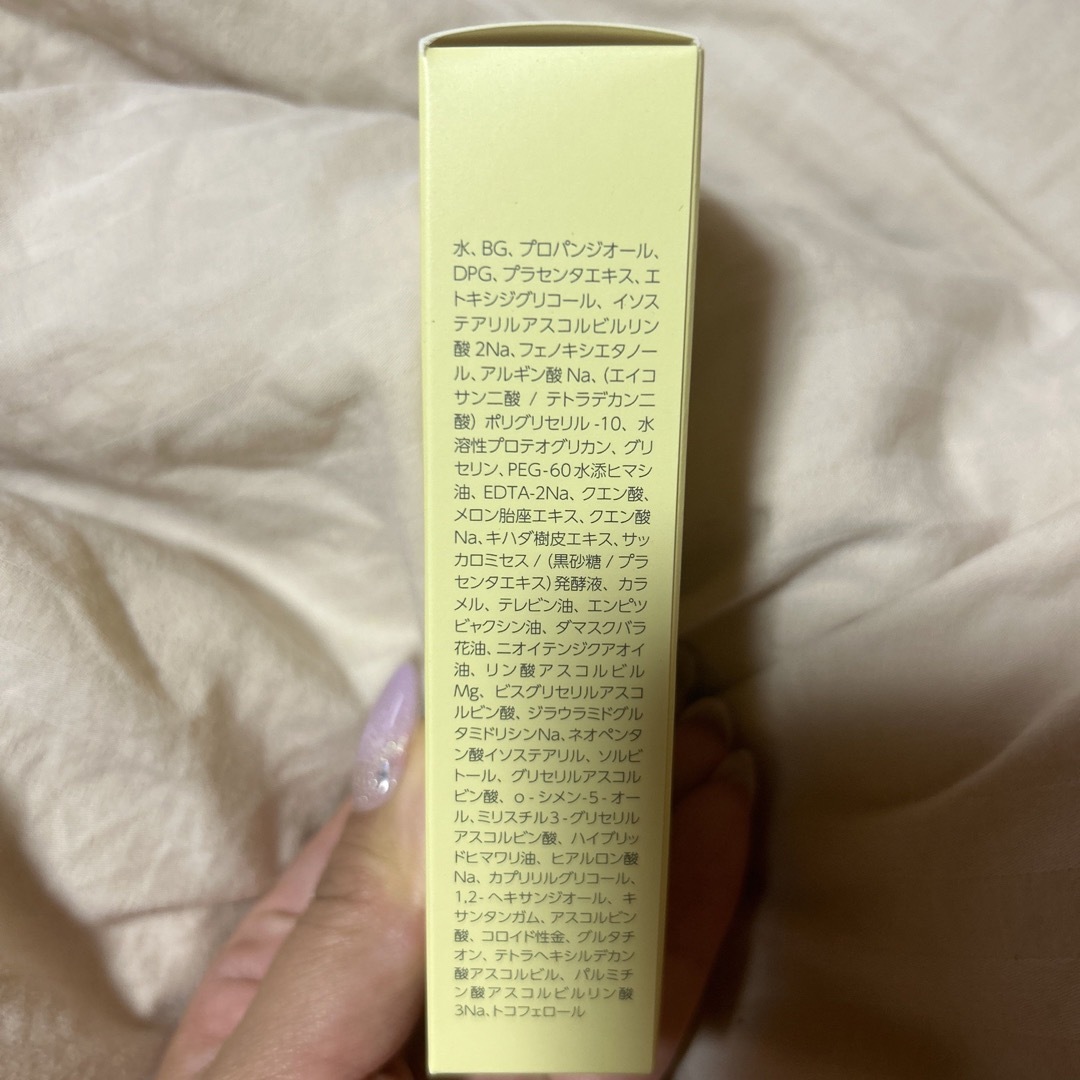 水、BG、プロパンジオール、
DPG、プラセンタエキス、エ
トキシジグリコール、イソス
テアリルアスコルビルリン
酸2Na、フェノキシエタノー
ル、アルギン酸Na、(エイコ
サン二酸 / テトラデカン二
酸) ポリグリセリル-10、水
溶性プロテオグリカン、グリ
セリン、PEG-60水添ヒマシ
油、EDTA-2Na、クエン酸、
メロン胎座エキス、クエン酸
Na、キハダ樹皮エキス、サッ
カロミセス / (黒砂糖 / プラ
センタエキス)発酵液、カラ
メル、テレビン油、エンピツ
ビャクシン油、ダマスクバラ
花油、ニオイテンジクアオイ
油、リン酸アスコルビル
Mg、ビスグリセリルアスコ
ルビン酸、ジラウラミドグル
タミドリシンNa、ネオペンタ
ン酸イソステアリル、ソルビ
トール、グリセリルアスコル
ビン酸、o-シメン-5-オー
ル、ミリスチル3-グリセリル
アスコルビン酸、ハイブリッ
ドヒマワリ油、ヒアルロン酸
Na、カプリリルグリコール、
1,2-ヘキサンジオール、キ
サンタンガム、アスコルビン
酸、コロイド性金、グルタチ
オン、テトラヘキシルデカン
酸アスコルビル、パルミチ
ン酸アスコルビルリン酸
3Na、トコフェロール